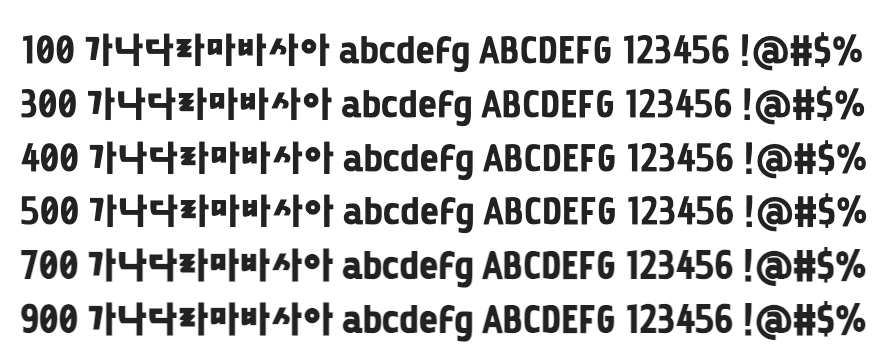 100 가나다라마바사아 abcdefg ABCDEFG 123456 !@#$%
300 가나다라마바사아 abcdefg ABCDEFG 123456 !@#$%
400 가나다라마바사아 abcdefg ABCDEFG 123456 !@#$%
500 가나다라마바사아 abcdefg ABCDEFG 123456 !@#$%
700 가나다라마바사아 abcdefg ABCDEFG 123456 !@#$%
900 가나다라마바사아 abcdefg ABCDEFG 123456 !@#$%